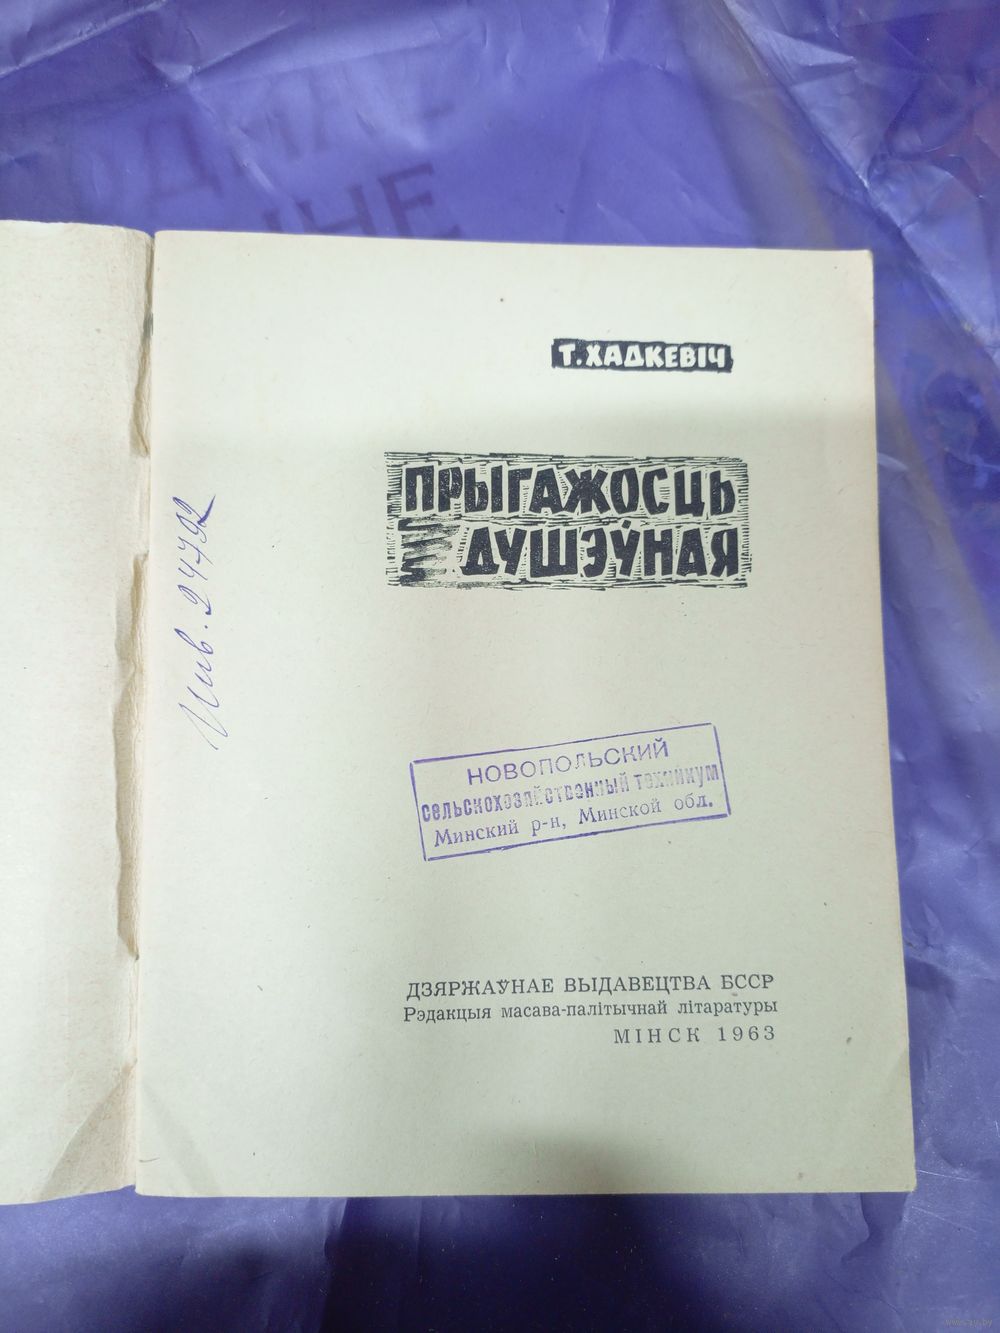 Т. ХАДКЕВІЧ
ПРЫГАЖОСЦЬ
ДУШЭЎНАЯ
Инв. 24792
НОВОПОЛЬСКИЙ
сельскохозяйственный техникум
Минский р-н, Минской обл.
ДЗЯРЖАЎНАЕ ВЫДАВЕЦТВА БССР
Рэдакцыя масава-палітычнай літаратуры
МІНСК 1963